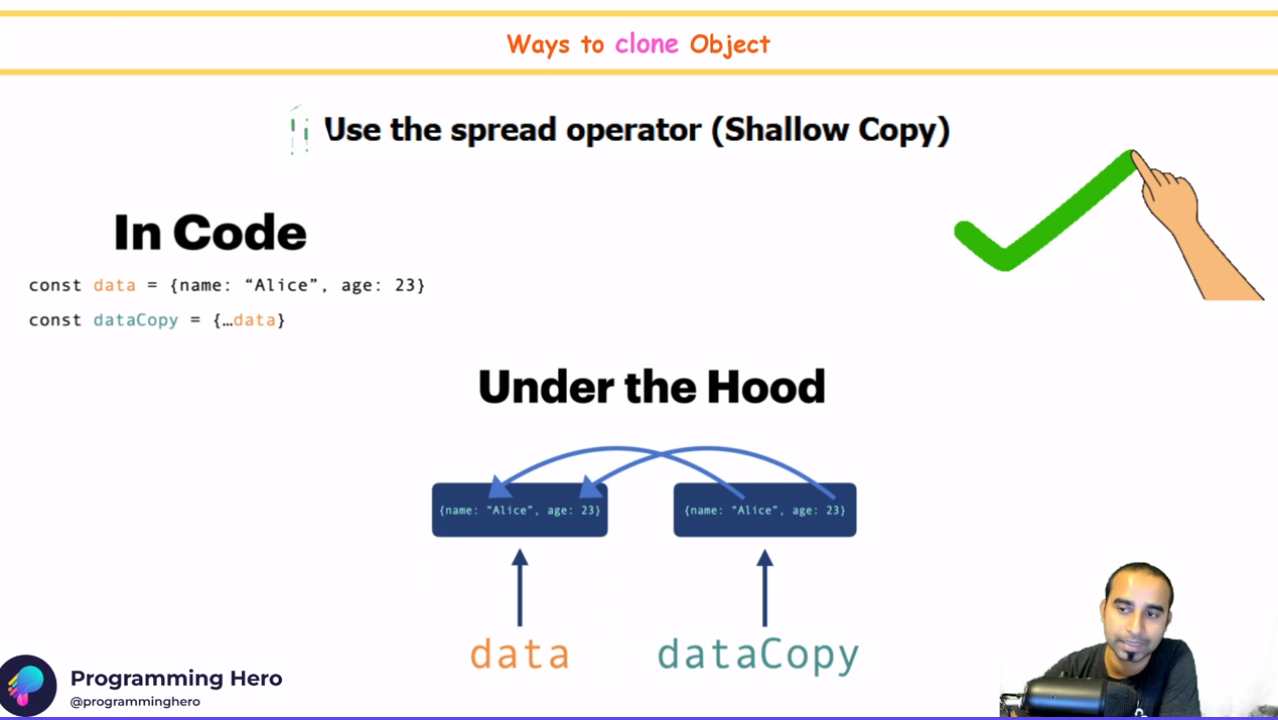 Ways to clone Object
Use the spread operator (Shallow Copy)
In Code
const data = {name: “Alice”, age: 23}
const dataCopy = {…data}
Under the Hood
{name: “Alice”, age: 23}
{name: “Alice”, age: 23}
data
dataCopy
Programming Hero
@programminghero